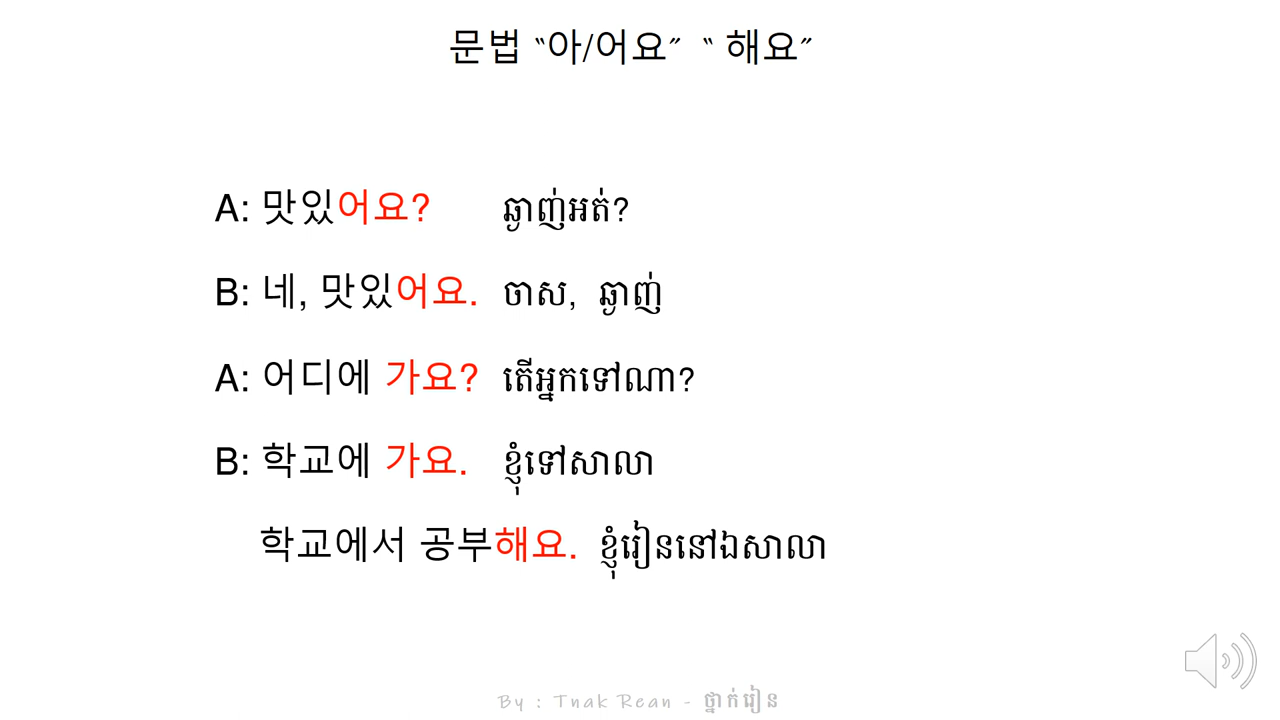 문법 “아/어요” “ 해요”
A: 맛있어요? ឆ្ងាញ់អត់?
B: 네, 맛있어요. ចាស, ឆ្ងាញ់
A: 어디에 가요? តើអ្នកទៅណា?
B: 학교에 가요. ខ្ញុំទៅសាលា
학교에서 공부해요. ខ្ញុំរៀននៅឯសាលា
By : Tnak Rean - ថ្នាក់រៀន